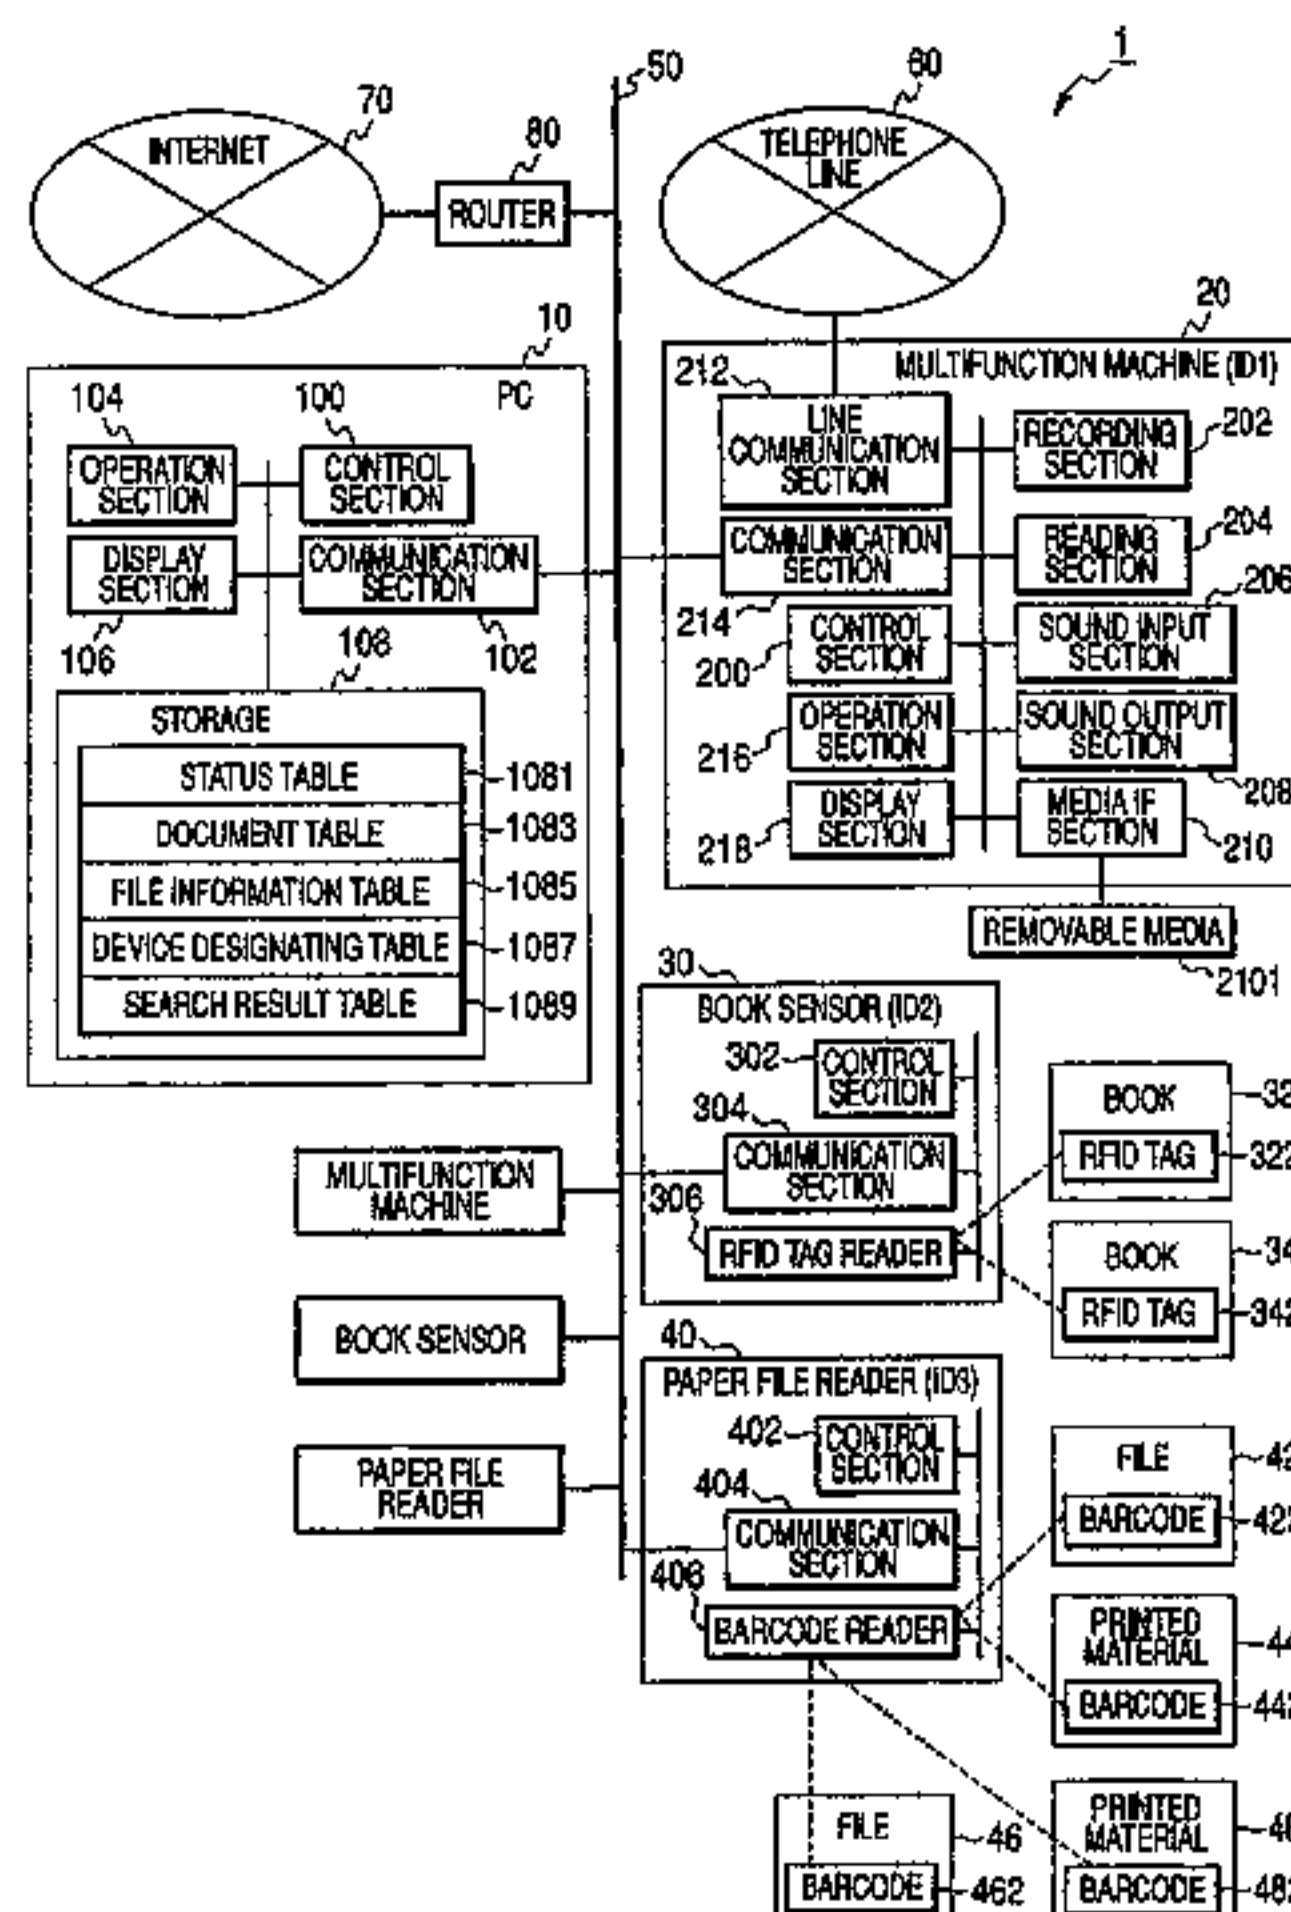 1
50
60
70
INTERNET
80
ROUTER
TELEPHONE
LINE
10
PC
104
100
OPERATION
SECTION
CONTROL
SECTION
DISPLAY
SECTION
COMMUNICATION
SECTION
106
102
108
STORAGE
STATUS TABLE
1081
DOCUMENT TABLE
1083
FILE INFORMATION TABLE
1085
DEVICE DESIGNATING TABLE
1087
SEARCH RESULT TABLE
1089
20
MULTIFUNCTION MACHINE (ID1)
212
LINE
COMMUNICATION
SECTION
RECORDING
SECTION
202
COMMUNICATION
SECTION
214
READING
SECTION
204
CONTROL
SECTION
200
SOUND INPUT
SECTION
206
OPERATION
SECTION
216
SOUND OUTPUT
SECTION
208
DISPLAY
SECTION
218
MEDIA IF
SECTION
210
REMOVABLE MEDIA
2101
30
BOOK SENSOR (ID2)
302
CONTROL
SECTION
304
COMMUNICATION
SECTION
306
RFID TAG READER
BOOK
RFID TAG
BOOK
RFID TAG
MULTIFUNCTION
MACHINE
BOOK SENSOR
PAPER FILE
READER
40
PAPER FILE READER (ID3)
402
CONTROL
SECTION
404
COMMUNICATION
SECTION
406
BARCODE READER
FILE
BARCODE
PRINTED
MATERIAL
BARCODE
FILE
46
BARCODE
462
PRINTED
MATERIAL
BARCODE